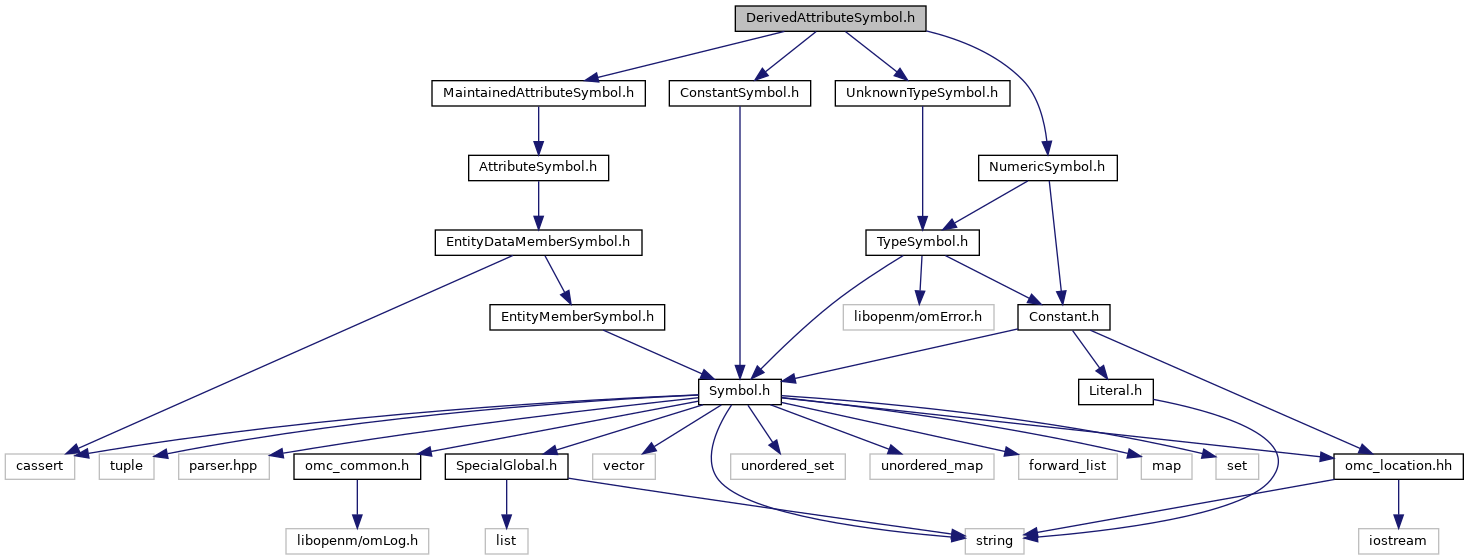 DerivedAttributeSymbol.h
MaintainedAttributeSymbol.h
ConstantSymbol.h
UnknownTypeSymbol.h
AttributeSymbol.h
NumericSymbol.h
EntityDataMemberSymbol.h
TypeSymbol.h
EntityMemberSymbol.h
libopenm/omError.h
Constant.h
Symbol.h
Literal.h
cassert
tuple
parser.hpp
omc_common.h
SpecialGlobal.h
vector
unordered_set
unordered_map
forward_list
map
set
omc_location.hh
libopenm/omLog.h
list
string
iostream